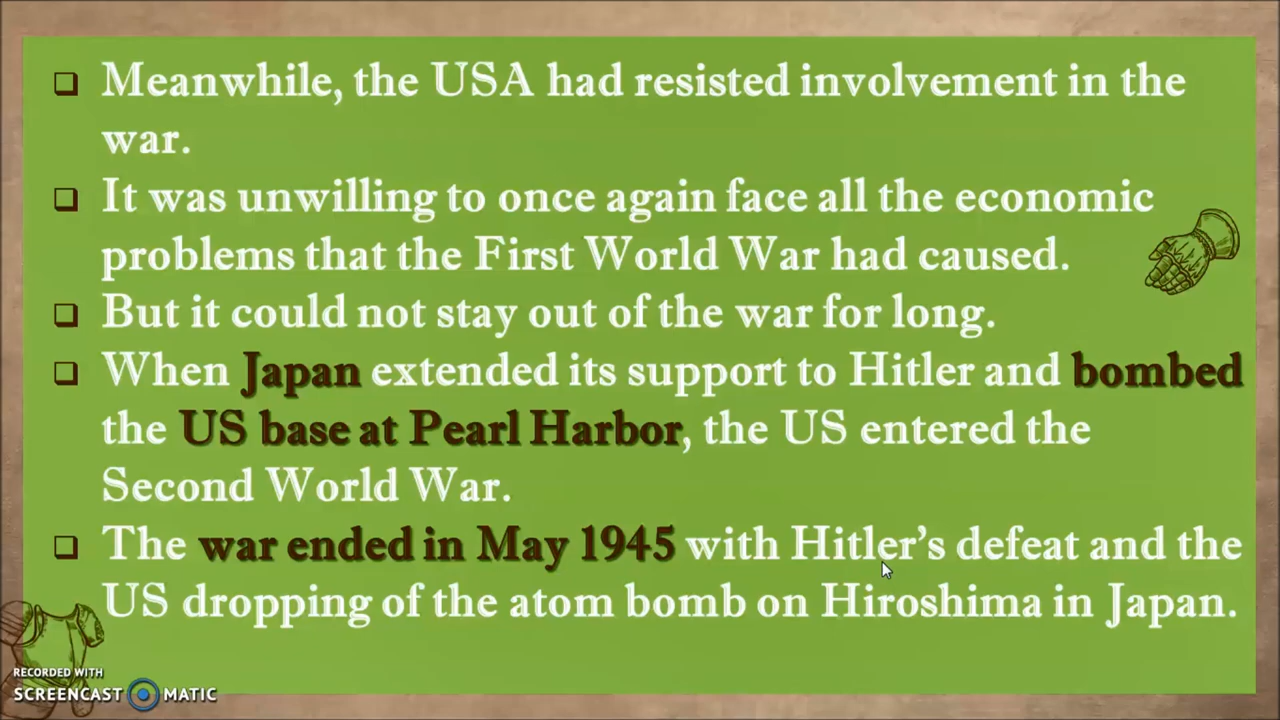 Meanwhile, the USA had resisted involvement in the
war.
It was unwilling to once again face all the economic
problems that the First World War had caused.
But it could not stay out of the war for long.
When Japan extended its support to Hitler and bombed
the US base at Pearl Harbor, the US entered the
Second World War.
The war ended in May 1945 with Hitler's defeat and the
US dropping of the atom bomb on Hiroshima in Japan.
RECORDED WITH
SCREENCAST MATIC